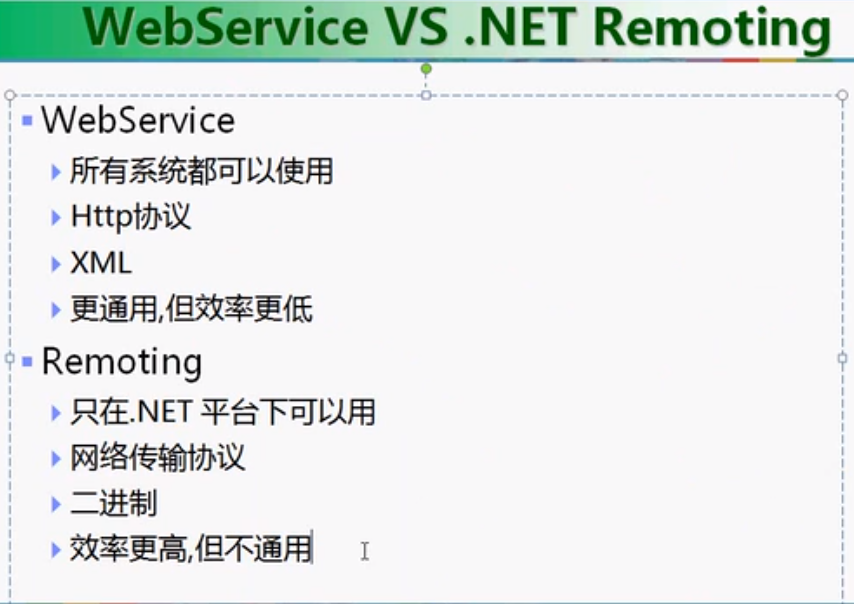 WebService VS .NET Remoting
WebService
所有系统都可以使用
Http协议
XML
更通用,但效率更低
Remoting
只在.NET 平台下可以用
网络传输协议
二进制
效率更高,但不通用